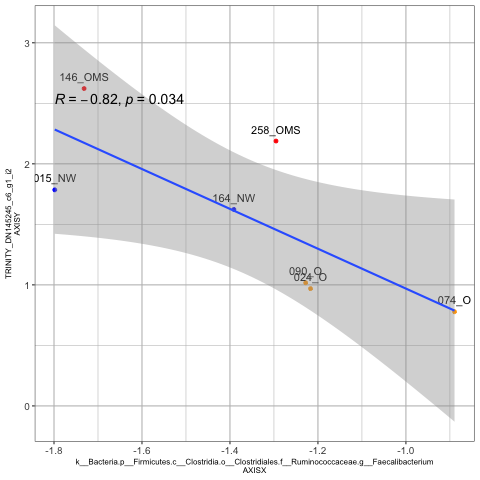 3
146_OMS
R = −0.82, p = 0.034
258_OMS
2
015_NW
164_NW
TRINITY_DN145245_c6_g1_i2
AXISY
090_O
024_O
1
074_O
0
-1.8
-1.6
-1.4
-1.2
-1.0
k__Bacteria.p__Firmicutes.c__Clostridia.o__Clostridiales.f__Ruminococcaceae.g__Faecalibacterium
AXISX